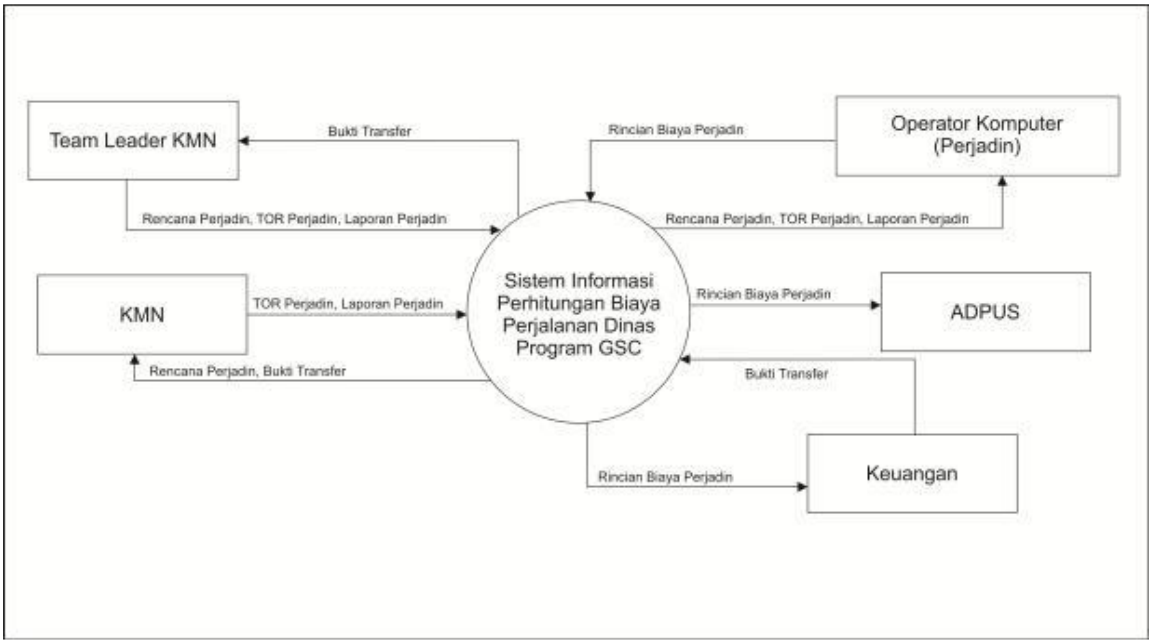 Team Leader KMN
Bukti Transfer
Rincian Biaya Perjadin
Operator Komputer
(Perjadin)
Rencana Perjadin, TOR Perjadin, Laporan Perjadin
Rencana Perjadin, TOR Perjadin, Laporan Perjadin
Sistem Informasi
Perhitungan Biaya
Perjalanan Dinas
Program GSC
KMN
TOR Perjadin, Laporan Perjadin
Rincian Biaya Perjadin
ADPUS
Rencana Perjadin, Bukti Transfer
Bukti Transfer
Rincian Biaya Perjadin
Keuangan